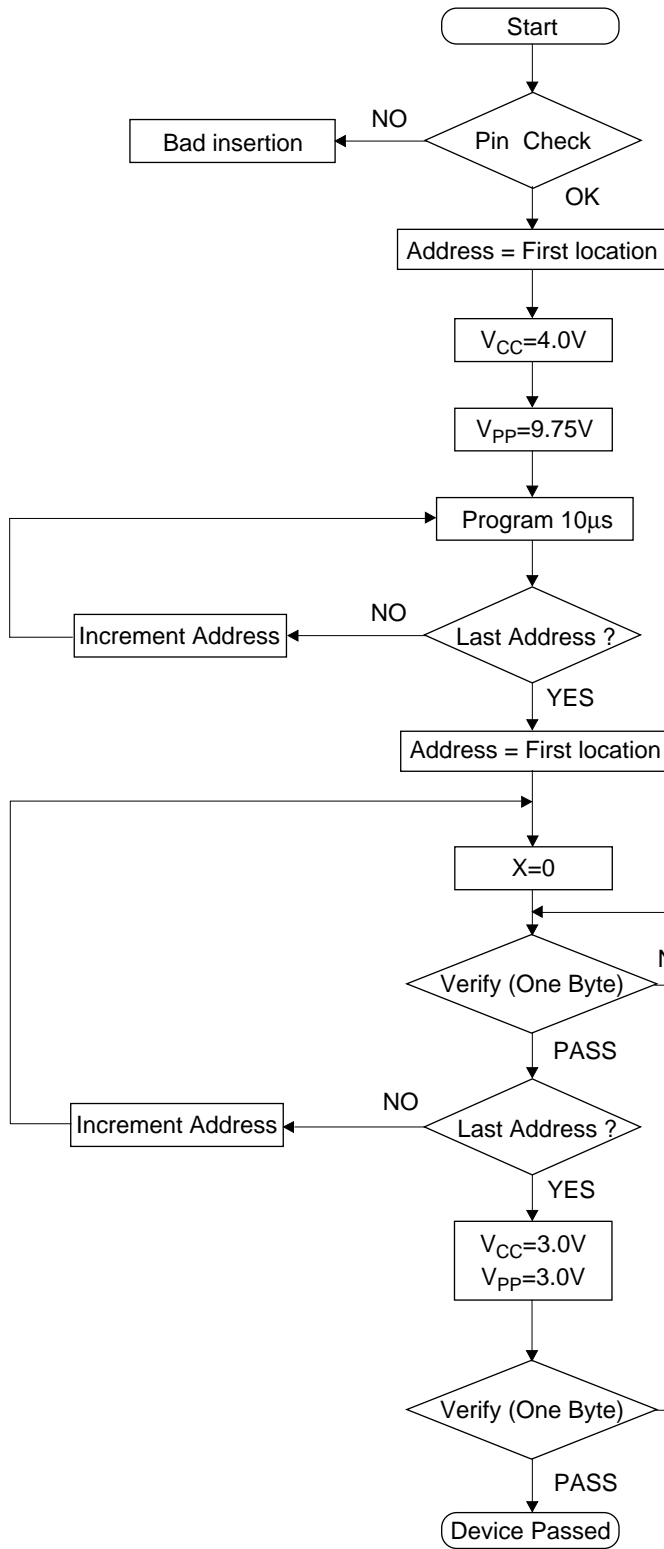 Start
NO
Pin Check
Bad insertion
OK
Address = First location
VCC=4.0V
VPP=9.75V
Program 10μs
NO
Increment Address
Last Address ?
YES
Address = First location
X=0
Verify (One Byte)
PASS
NO
Increment Address
Last Address ?
YES
VCC=3.0V
VPP=3.0V
Verify (One Byte)
PASS
Device Passed